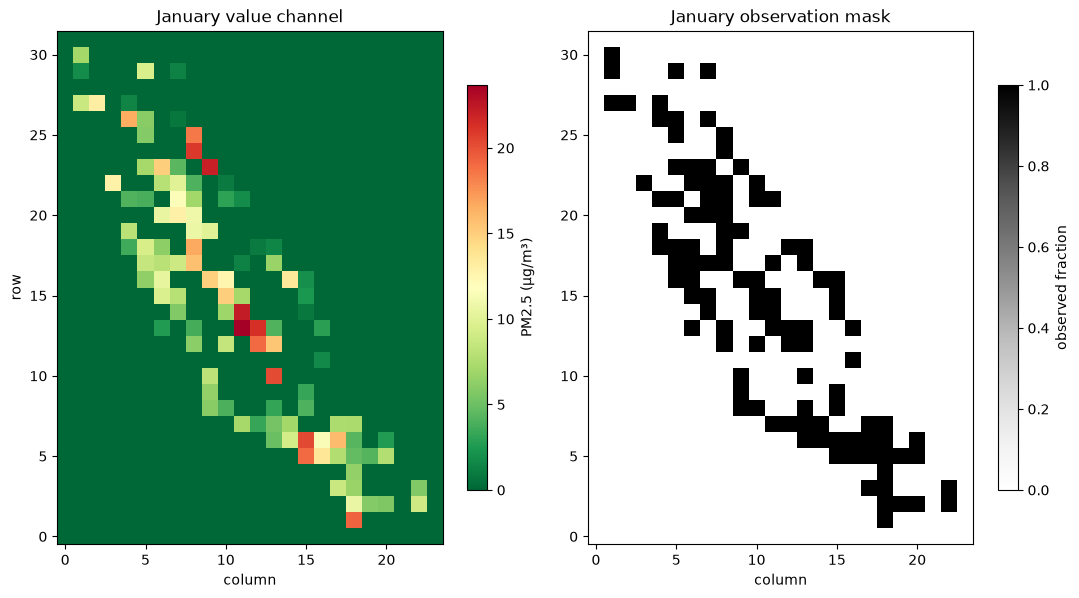 January value channel
January observation mask
30
25
20
15
10
5
0
row
0 5 10 15 20
column
20
15
10
5
0
PM2.5 (µg/m³)
30
25
20
15
10
5
0
0 5 10 15 20
column
1.0
0.8
0.6
0.4
0.2
0.0
observed fraction